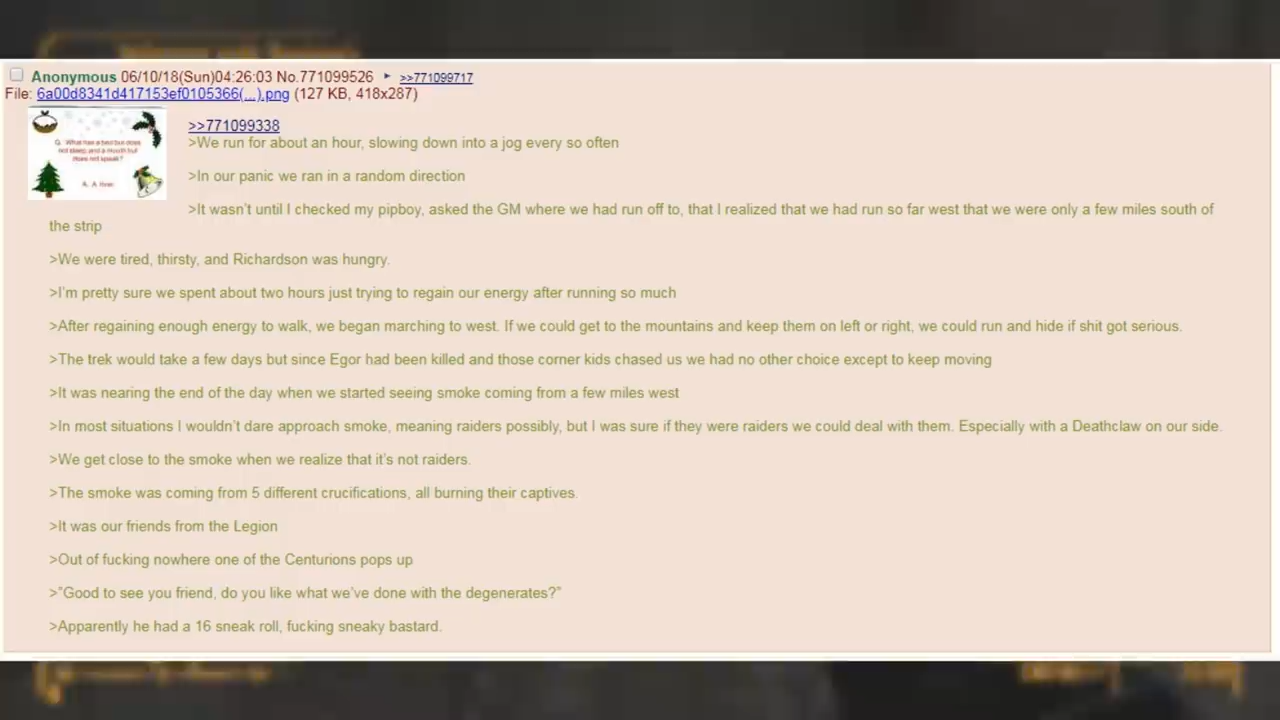 Anonymous 06/10/18(Sun)04:26:03 No.771099526 ▸ >>771099717
File: 6a00d8341d417153ef0105366(...).png (127 KB, 418x287)
Q. What has a bed but does
not sleep, and a mouth but
does not speak?
A. A River.
>>771099338
>We run for about an hour, slowing down into a jog every so often
>In our panic we ran in a random direction
>It wasn't until I checked my pipboy, asked the GM where we had run off to, that I realized that we had run so far west that we were only a few miles south of
the strip
>We were tired, thirsty, and Richardson was hungry.
>I'm pretty sure we spent about two hours just trying to regain our energy after running so much
>After regaining enough energy to walk, we began marching to west. If we could get to the mountains and keep them on left or right, we could run and hide if shit got serious.
>The trek would take a few days but since Egor had been killed and those corner kids chased us we had no other choice except to keep moving
>It was nearing the end of the day when we started seeing smoke coming from a few miles west
>In most situations I wouldn't dare approach smoke, meaning raiders possibly, but I was sure if they were raiders we could deal with them. Especially with a Deathclaw on our side.
>We get close to the smoke when we realize that it's not raiders.
>The smoke was coming from 5 different crucifications, all burning their captives.
>It was our friends from the Legion
>Out of fucking nowhere one of the Centurions pops up
>"Good to see you friend, do you like what we've done with the degenerates?"
>Apparently he had a 16 sneak roll, fucking sneaky bastard.